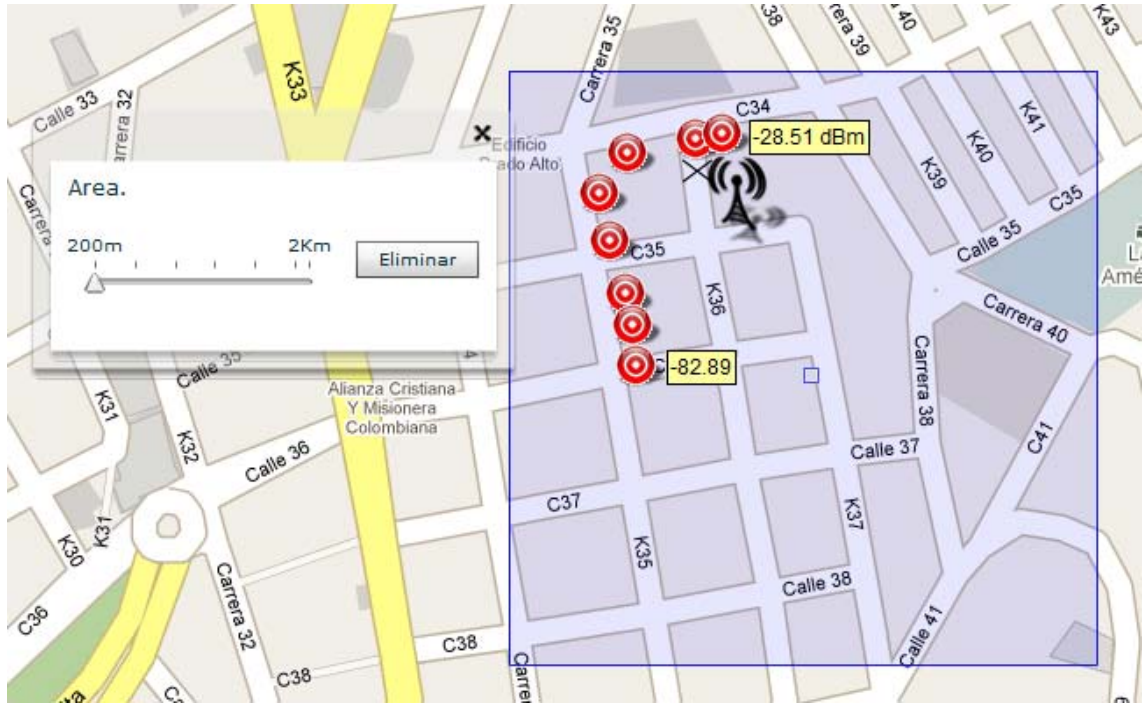 Area.
200m
2Km
Eliminar
-28.51 dBm
-82.89
Calle 33
Carrera 32
K33
Carrera 35
K38
Carrera 39
K40
K43
C34
Edificio
Prado Alto
K41
K40
K39
C35
Calle 35
C35
K36
Carrera 40
Carrera 38
Calle 35
Alianza Cristiana
Y Misionera
Colombiana
K31
K32
Calle 36
Calle 37
C41
C37
K37
K31
K30
K35
Carrera 32
Calle 38
C36
C38
C38
Calle 41